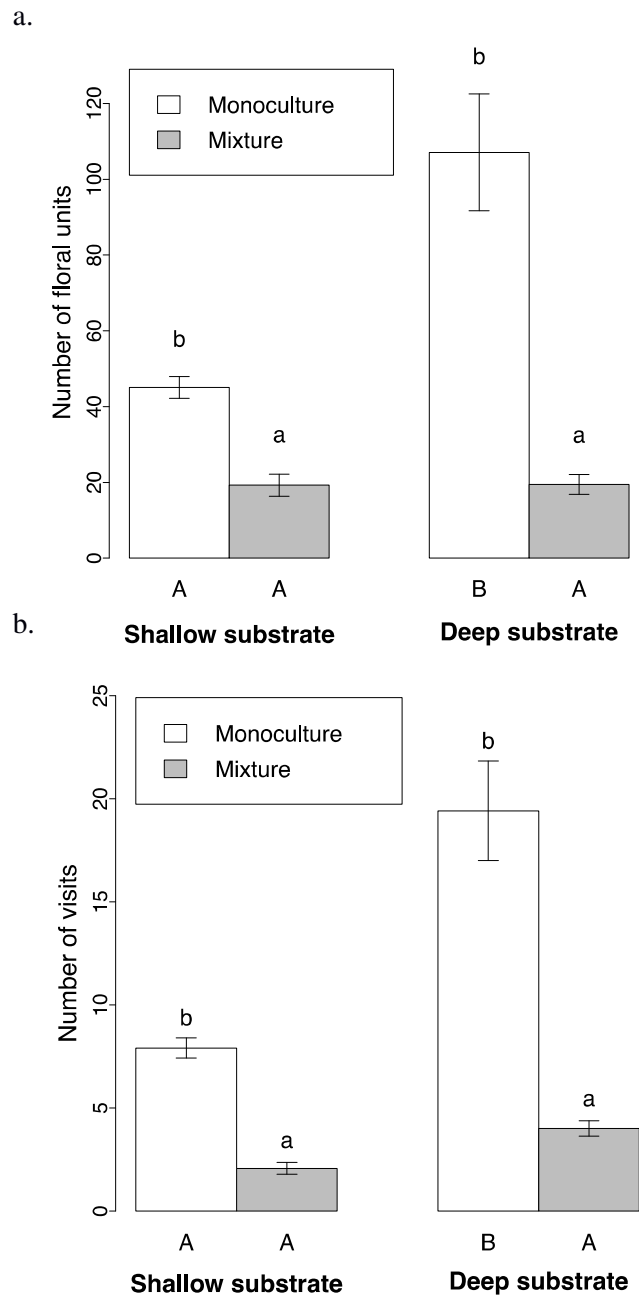 a.
Monoculture
Mixture
Number of floral units
0 20 40 60 80 100 120
b
a
b
a
A A B A
Shallow substrate Deep substrate
b.
Monoculture
Mixture
Number of visits
0 5 10 15 20 25
b
a
b
a
A A B A
Shallow substrate Deep substrate